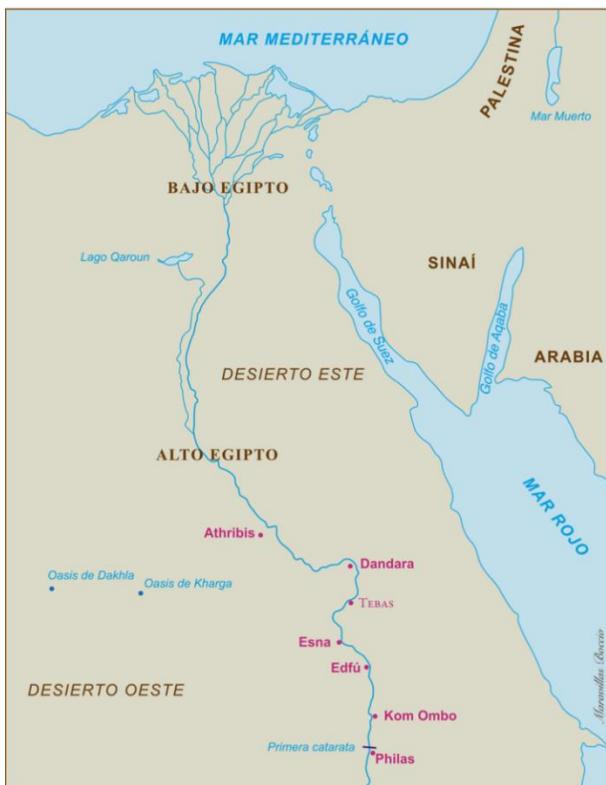 MAR MEDITERRÁNEO
PALESTINA
Mar Muerto
BAJO EGIPTO
Lago Qaroun
SINAÍ
Golfo de Suez
Golfo de Aqaba
ARABIA
DESIERTO ESTE
ALTO EGIPTO
MAR ROJO
Athribis
Dandara
Oasis de Dakhla
Oasis de Kharga
TEBAS
Esna
Edfú
DESIERTO OESTE
Maravillas Boccio
Kom Ombo
Primera catarata
Philas